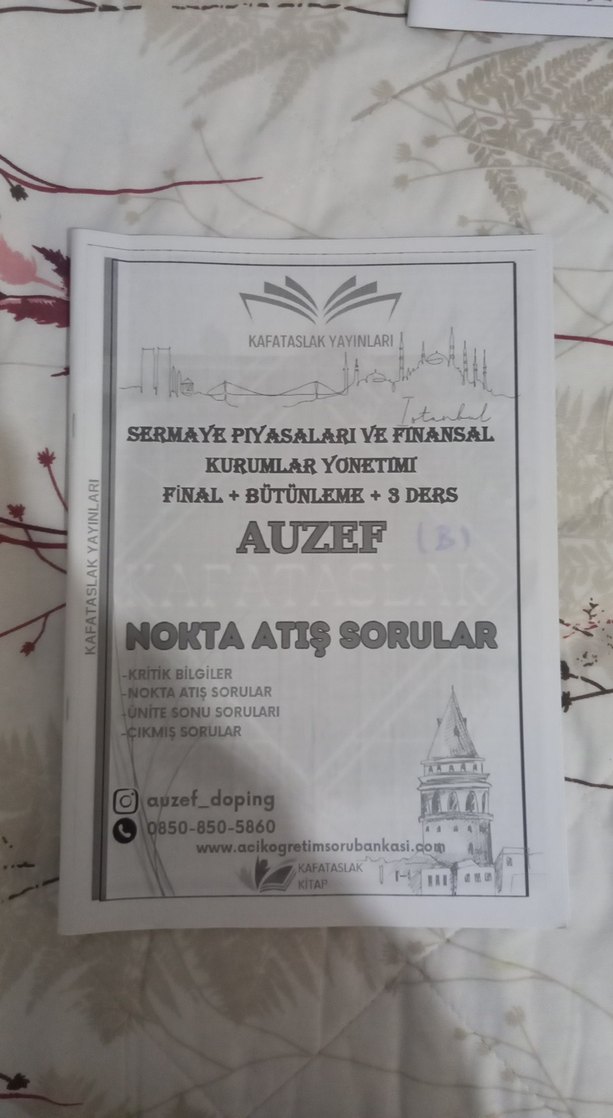 KAFATASLAK YAYINLARI
İstanbul
SERMAYE PIYASALARI VE FINANSAL
KURUMLAR YONETIMI
FİNAL + BÜTÜNLEME + 3 DERS
AUZEF (B)
KAFATASLAK
NOKTA ATIŞ SORULAR
-KRİTİK BİLGİLER
-NOKTA ATIŞ SORULAR
-ÜNİTE SONU SORULARI
-ÇIKMIŞ SORULAR
auzef_doping
0850-850-5860
www.acikogretimsorubankasi.com
KAFATASLAK
KİTAP
KAFATASLAK YAYINLARI